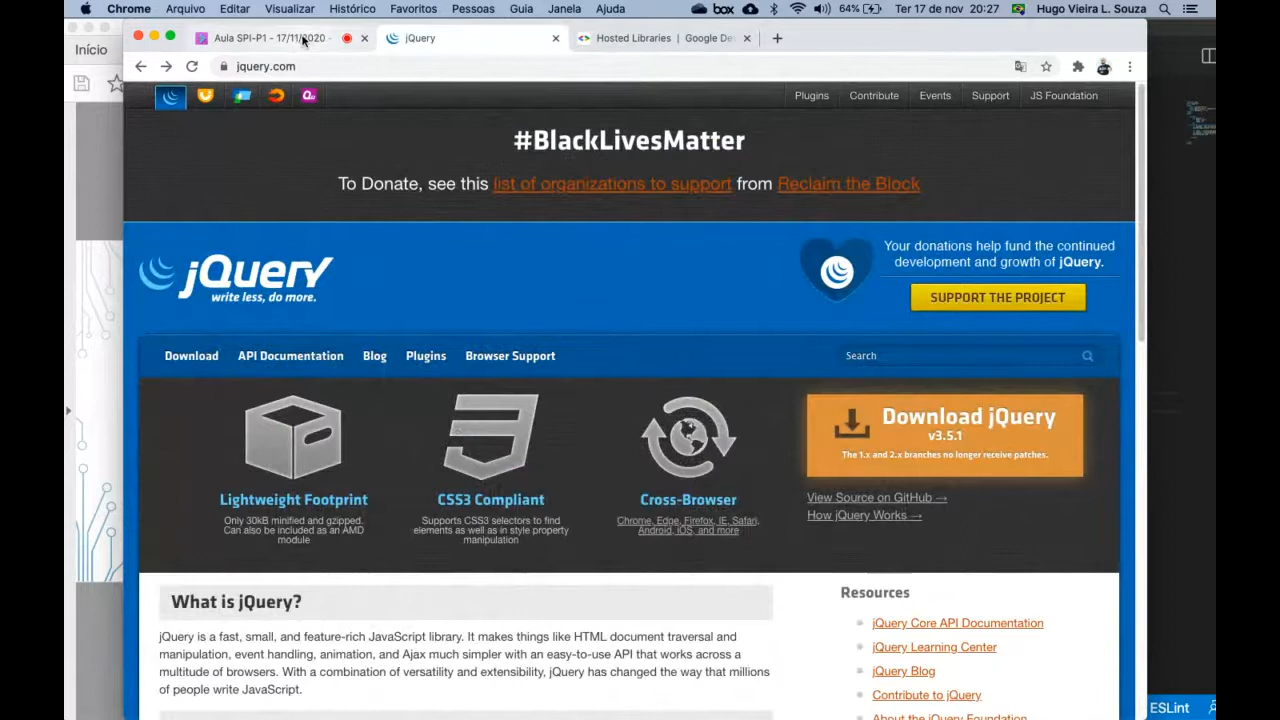 Chrome Arquivo Editar Visualizar Histórico Favoritos Pessoas Guia Janela Ajuda box 64% Ter 17 de nov 20:27 Hugo Vieira L. Souza
Início
Aula SPI-P1 - 17/11/2020 - jQuery Hosted Libraries | Google De
jquery.com
Plugins Contribute Events Support JS Foundation
#BlackLivesMatter
To Donate, see this list of organizations to support from Reclaim the Block
Your donations help fund the continued
development and growth of jQuery.
jQuery
write less, do more.
SUPPORT THE PROJECT
Download API Documentation Blog Plugins Browser Support Search
Download jQuery
v3.5.1
The 1.x and 2.x branches no longer receive patches.
Lightweight Footprint
Only 30kB minified and gzipped.
Can also be included as an AMD
module
CSS3 Compliant
Supports CSS3 selectors to find
elements as well as in style property
manipulation
Cross-Browser
Chrome, Edge, Firefox, IE, Safari,
Android, iOS, and more
View Source on GitHub →
How jQuery Works →
What is jQuery?
jQuery is a fast, small, and feature-rich JavaScript library. It makes things like HTML document traversal and
manipulation, event handling, animation, and Ajax much simpler with an easy-to-use API that works across a
multitude of browsers. With a combination of versatility and extensibility, jQuery has changed the way that millions
of people write JavaScript.
Resources
jQuery Core API Documentation
jQuery Learning Center
jQuery Blog
Contribute to jQuery
About the jQuery Foundation
ESLint